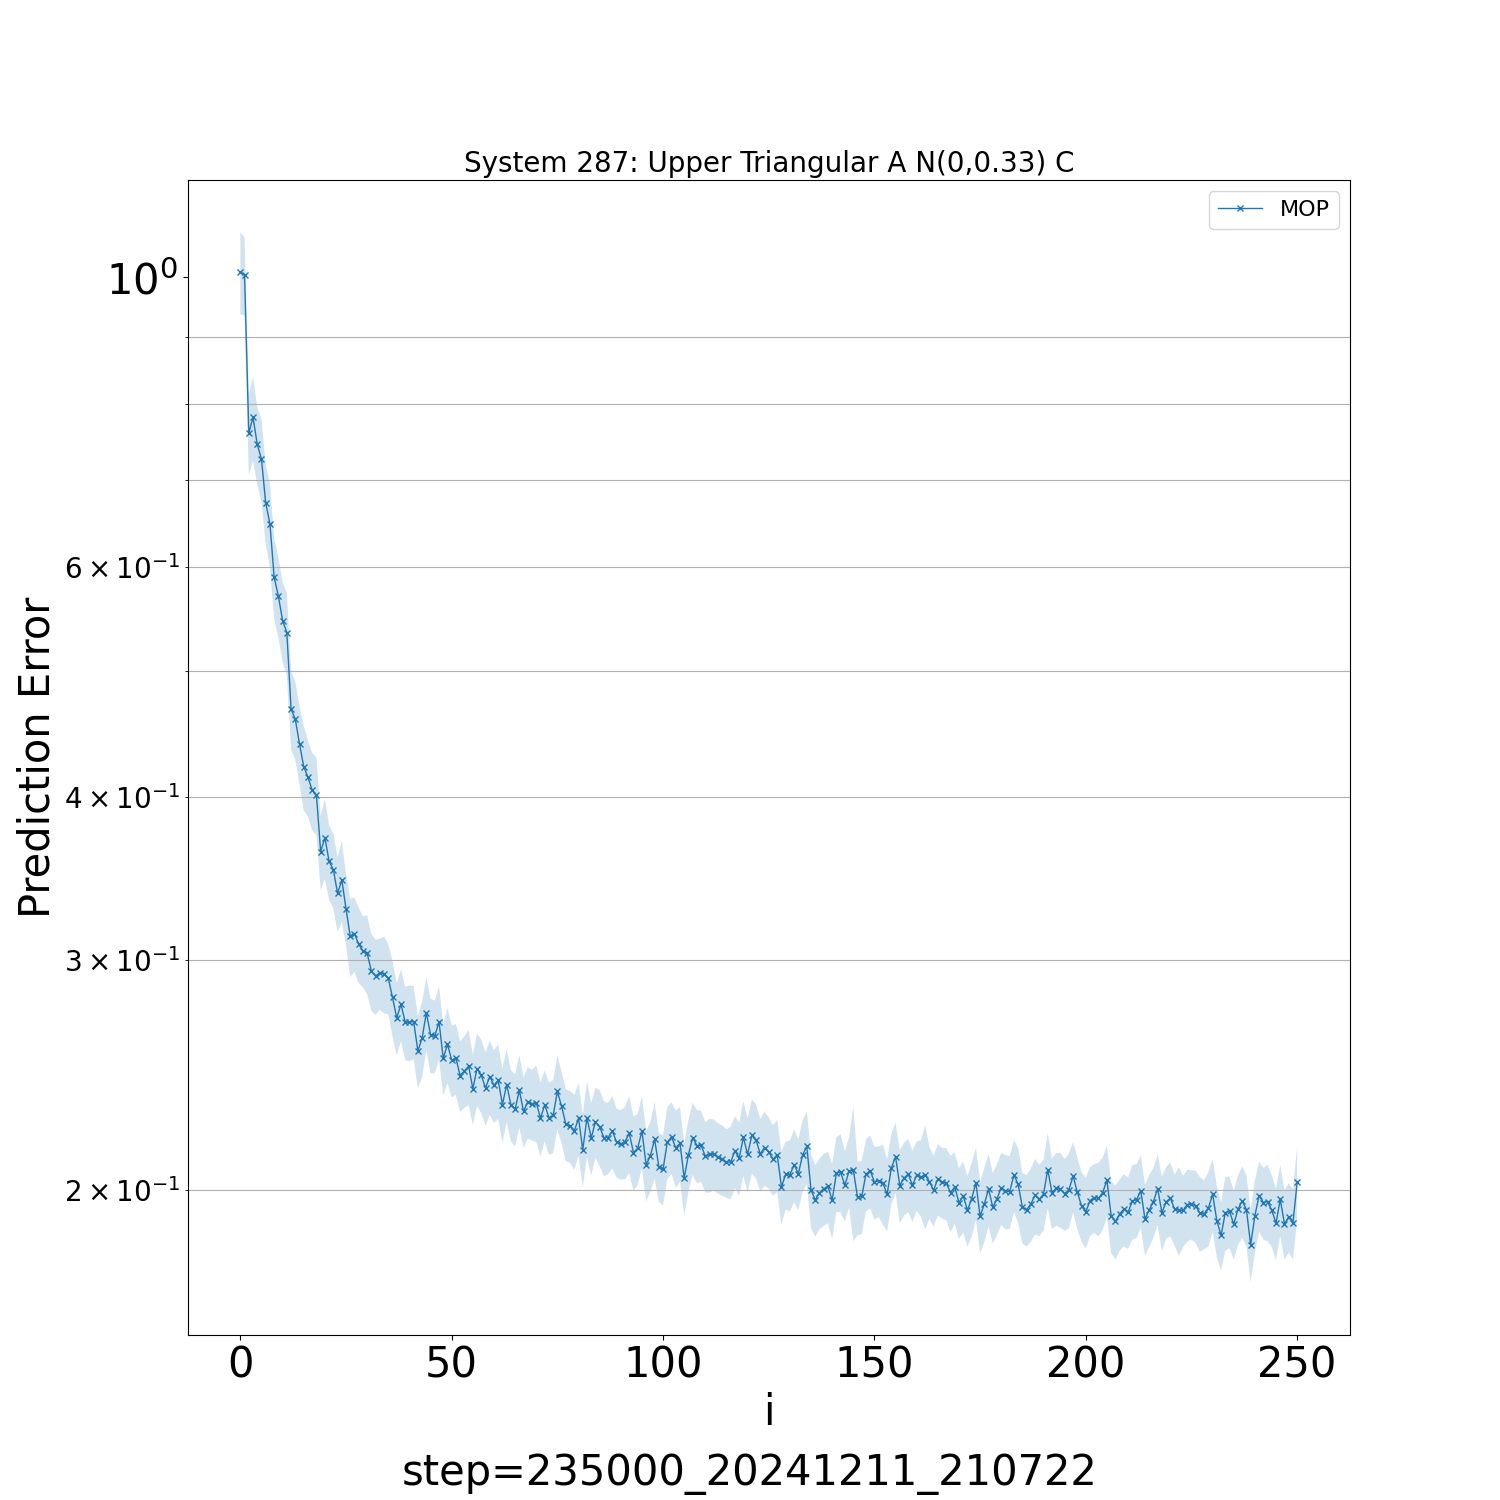 System 287: Upper Triangular A N(0,0.33) C
MOP
10⁰
6 × 10⁻¹
4 × 10⁻¹
3 × 10⁻¹
2 × 10⁻¹
Prediction Error
0 50 100 150 200 250
i
step=235000_20241211_210722